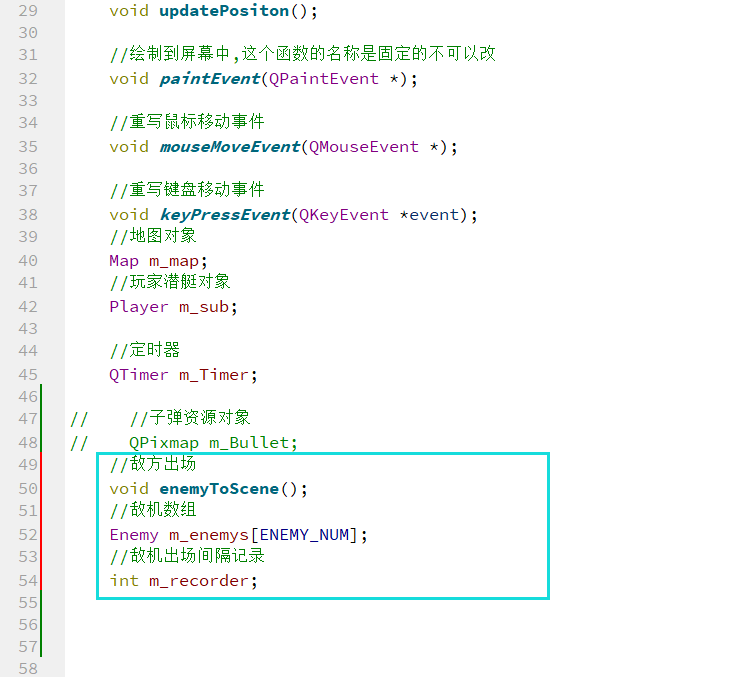 29 void updatePositon();
30
31 //绘制到屏幕中,这个函数的名称是固定的不可以改
32 void paintEvent(QPaintEvent *);
33
34 //重写鼠标移动事件
35 void mouseMoveEvent(QMouseEvent *);
36
37 //重写键盘移动事件
38 void keyPressEvent(QKeyEvent *event);
39 //地图对象
40 Map m_map;
41 //玩家潜艇对象
42 Player m_sub;
43
44 //定时器
45 QTimer m_Timer;
46
47 // //子弹资源对象
48 // QPixmap m_Bullet;
49 //敌方出场
50 void enemyToScene();
51 //敌机数组
52 Enemy m_enemys[ENEMY_NUM];
53 //敌机出场间隔记录
54 int m_recorder;
55
56
57
58